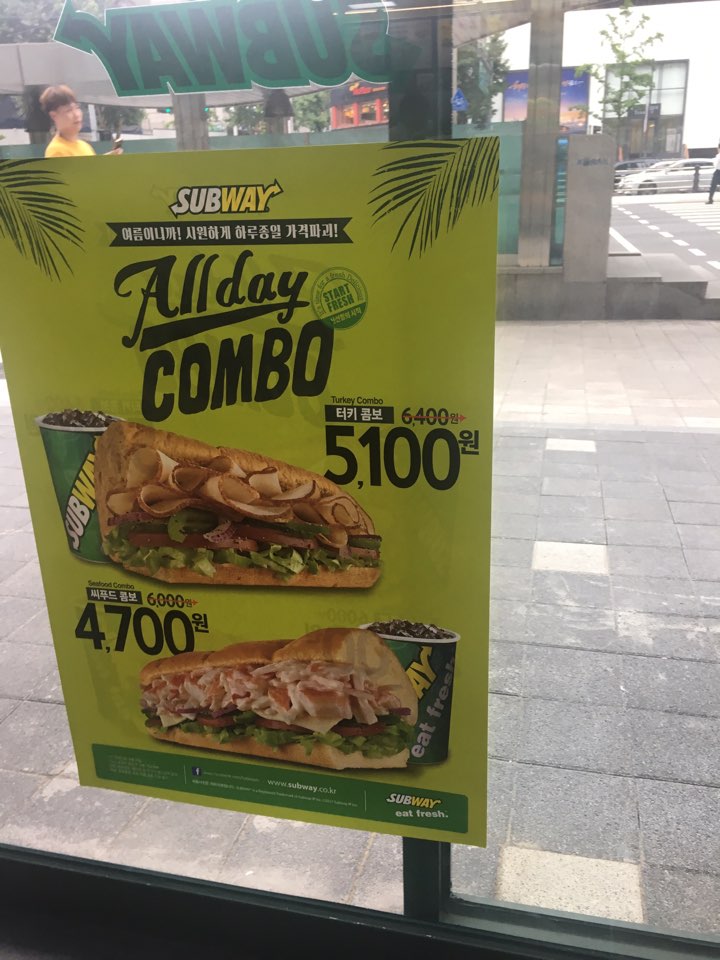 SUBWAY
SUBWAY
여름이니까! 시원하게 하루종일 가격파괴!
All day
COMBO
START
FRESH
Turkey Combo
터키 콤보 6,400원
5,100원
SUBWAY
Seafood Combo
씨푸드 콤보 6,000원
4,700원
eat fresh
www.subway.co.kr
SUBWAY
eat fresh.